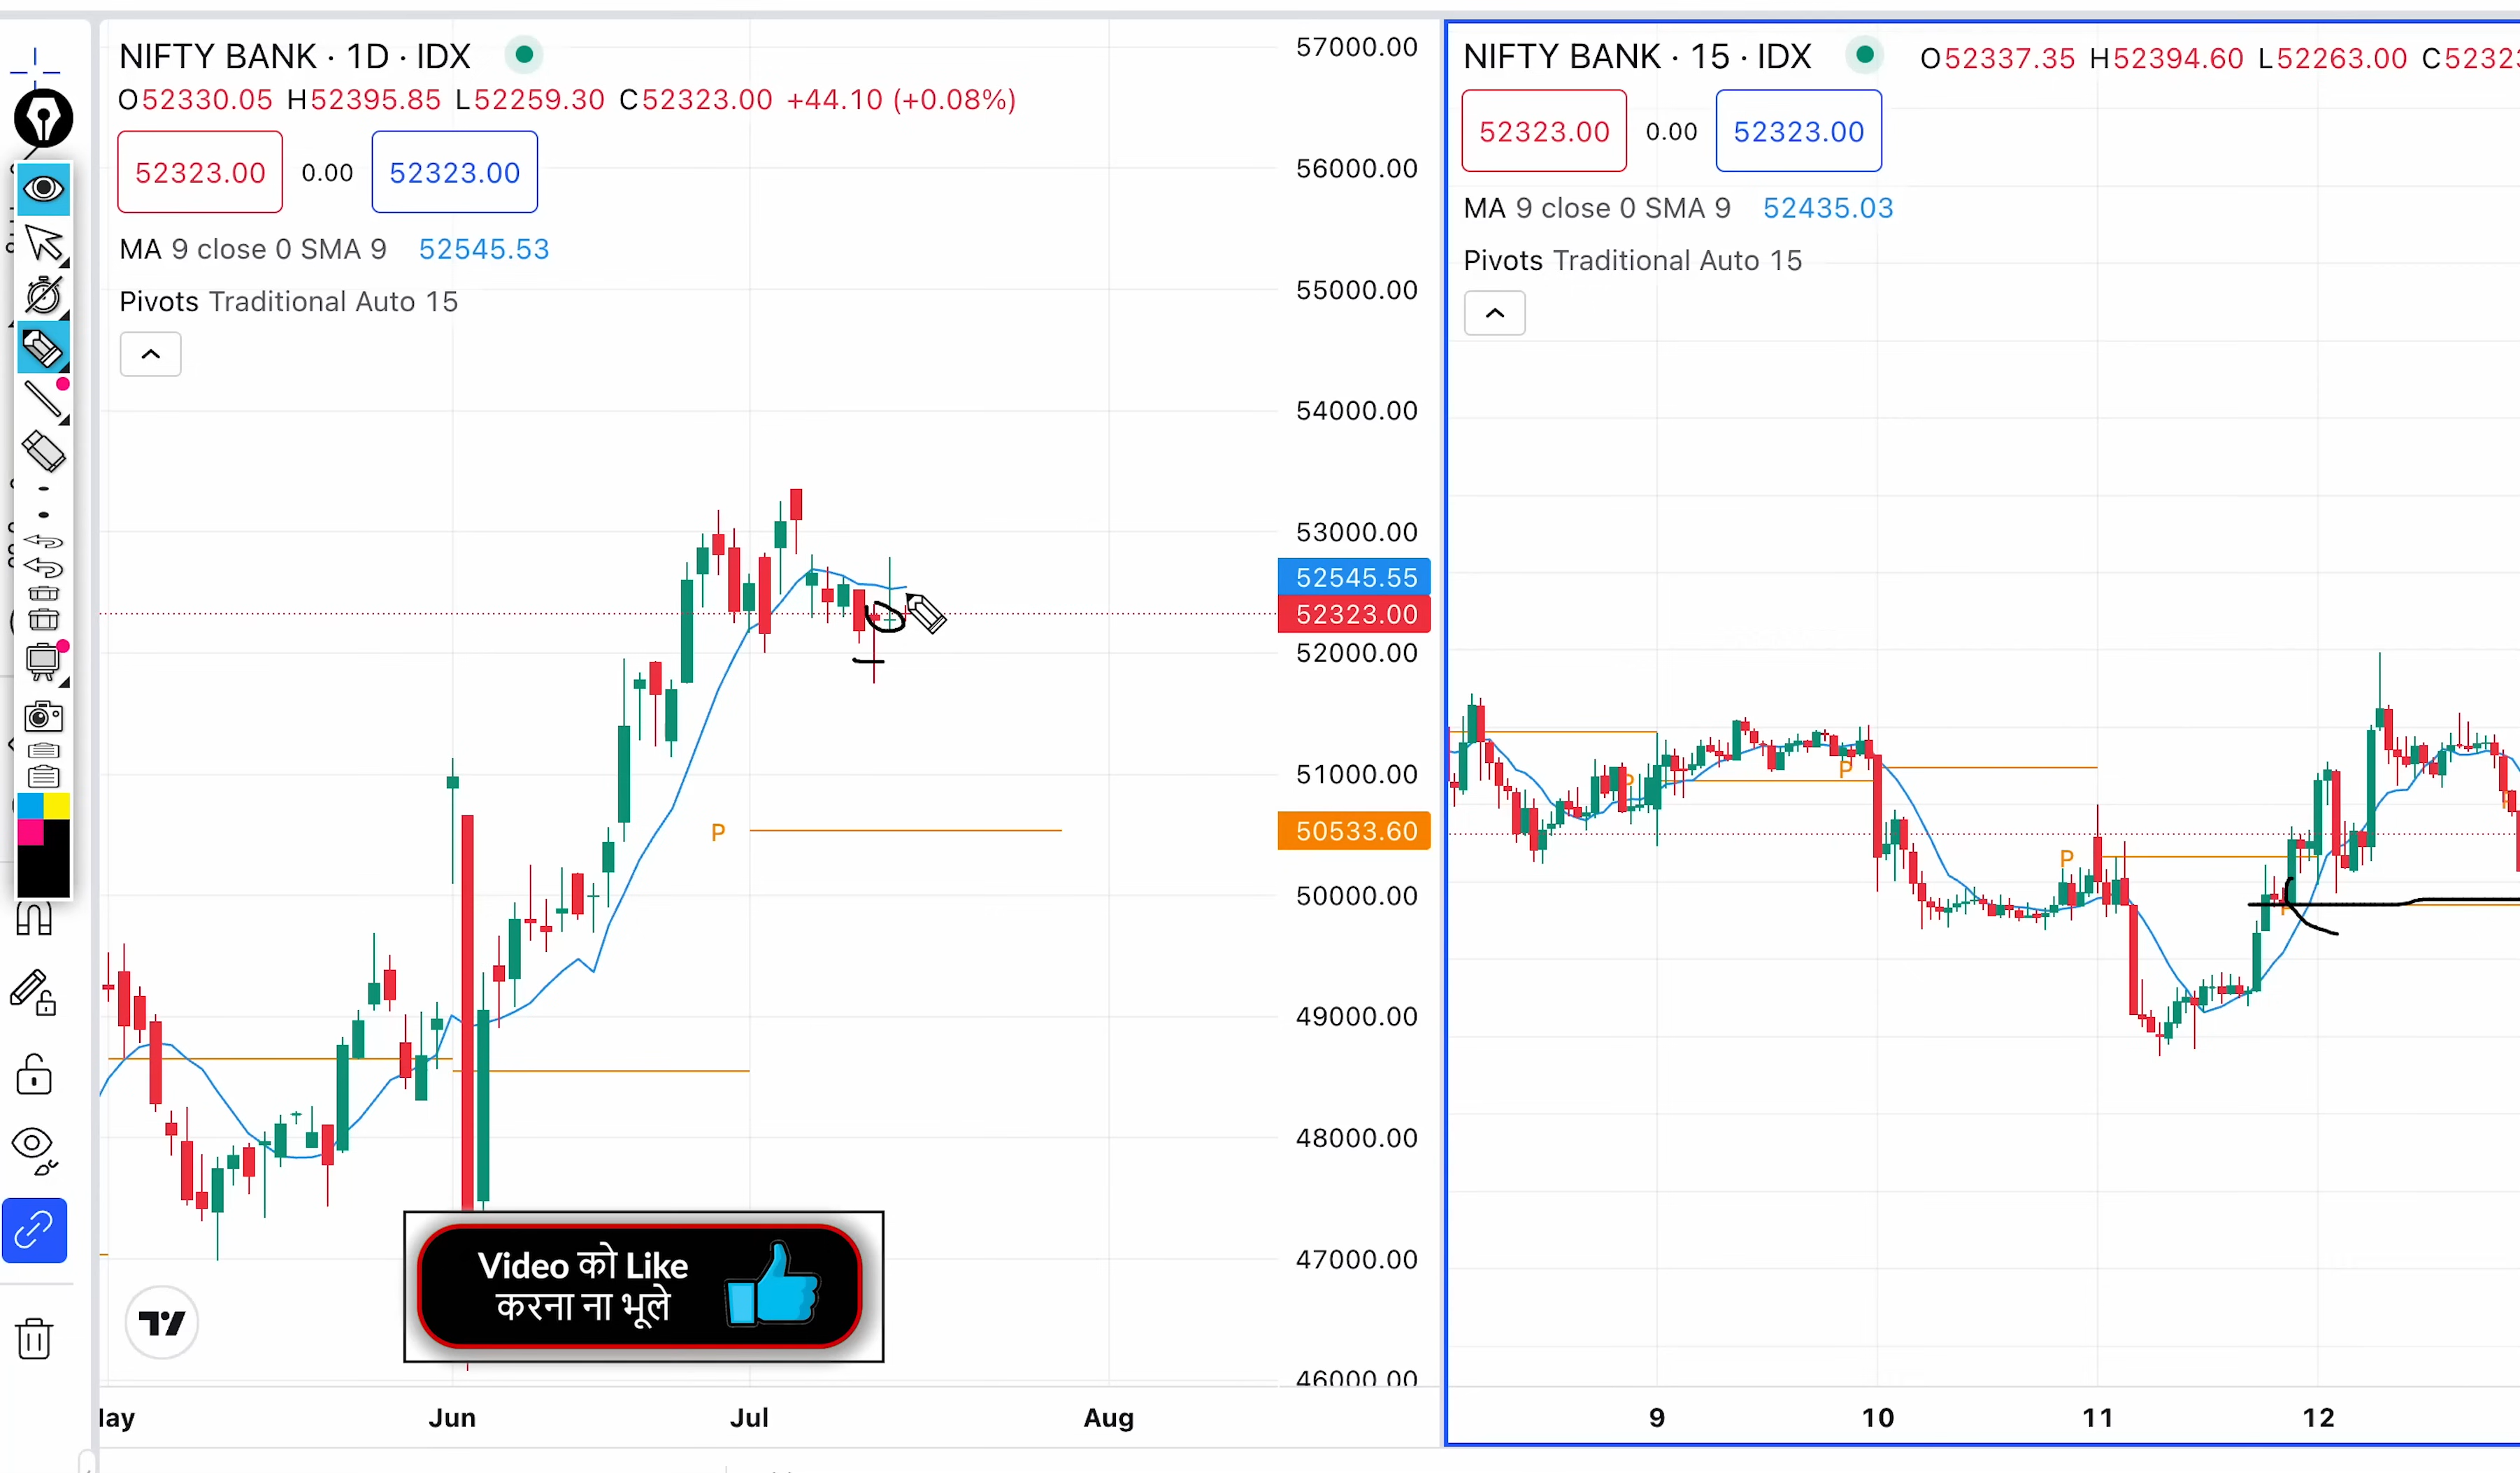 NIFTY BANK · 1D · IDX
O52330.05 H52395.85 L52259.30 C52323.00 +44.10 (+0.08%)
52323.00 0.00 52323.00
MA 9 close 0 SMA 9 52545.53
Pivots Traditional Auto 15
57000.00
56000.00
55000.00
54000.00
53000.00
52545.55
52323.00
52000.00
51000.00
50533.60
50000.00
49000.00
48000.00
47000.00
46000.00
P
Video को Like
करना ना भूले
Jun Jul Aug
NIFTY BANK · 15 · IDX
O52337.35 H52394.60 L52263.00
52323.00 0.00 52323.00
MA 9 close 0 SMA 9 52435.03
Pivots Traditional Auto 15
P
P
P
9 10 11 12